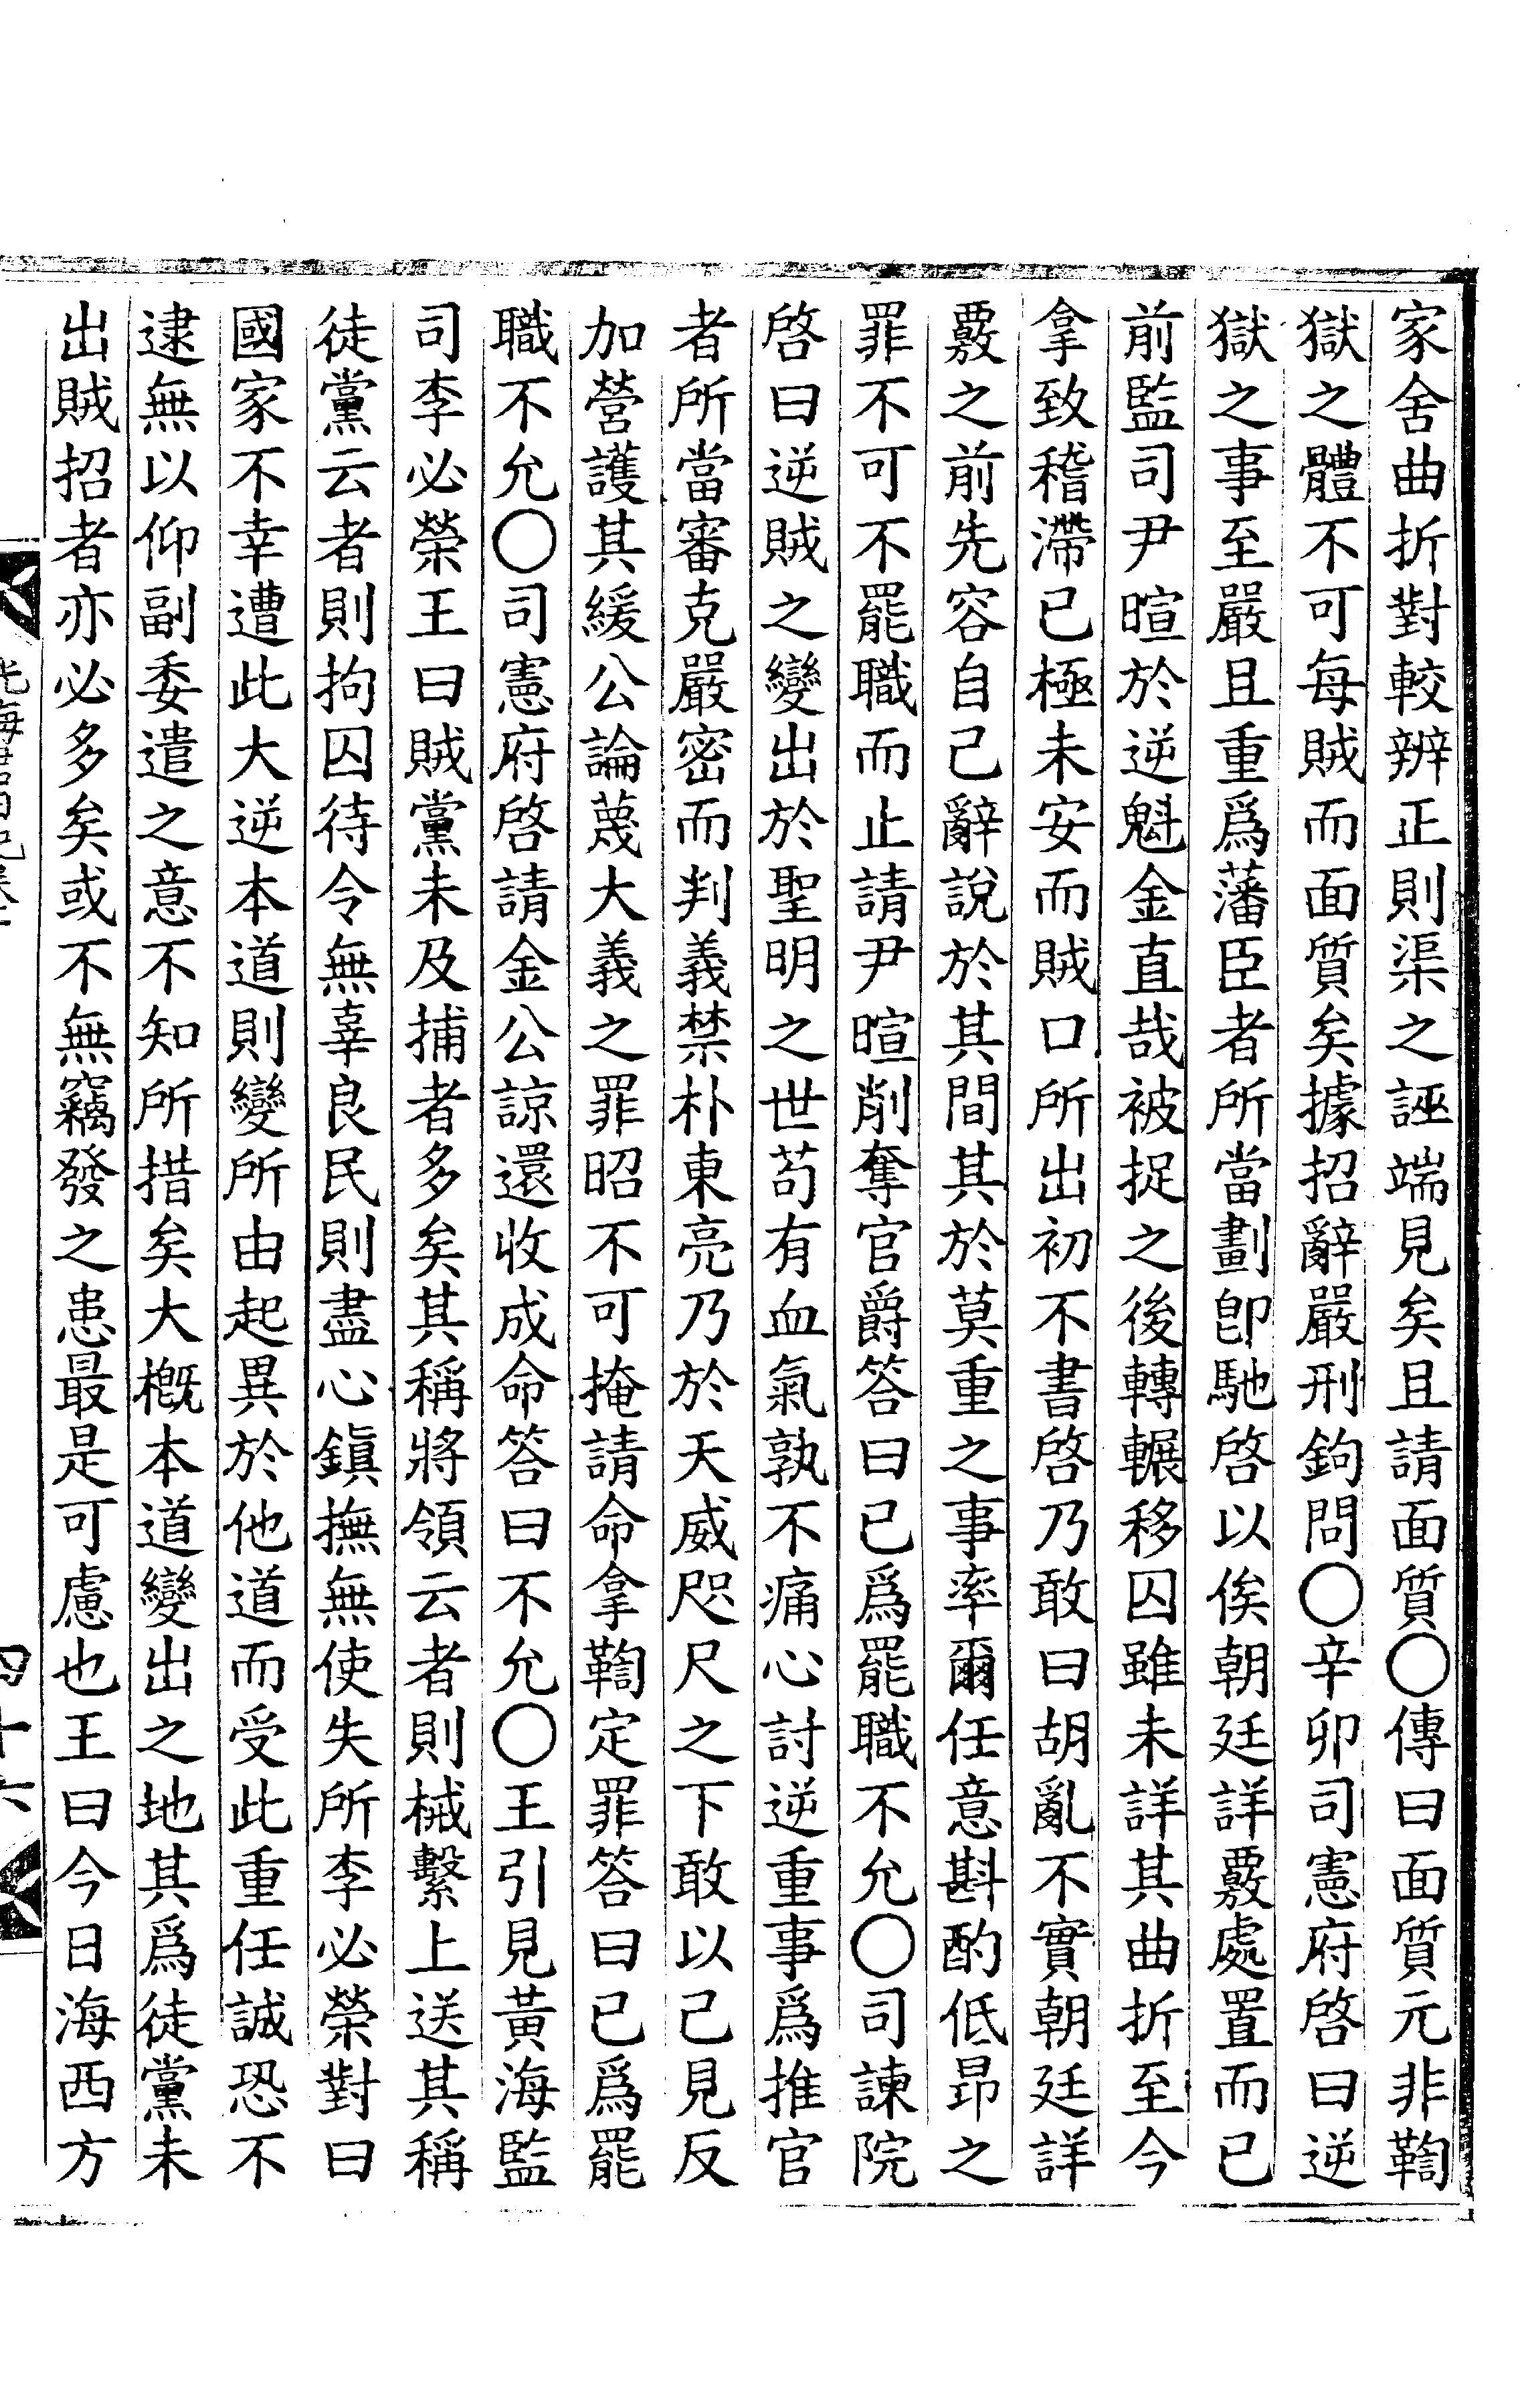 家舍曲折對較辨正則渠之誣端見矣且請面質○傳曰面質元非鞫
獄之體不可每賊而面質矣據招辭嚴刑鉤問○辛卯司憲府啓曰逆
獄之事至嚴且重爲藩臣者所當劃卽馳啓以俟朝廷詳覈處置而已
前監司尹暄於逆魁金直哉被捉之後轉輾移囚雖未詳其曲折至今
拿致稽滯已極未安而賊口所出初不書啓乃敢曰胡亂不實朝廷詳
覈之前先容自己辭說於其間其於莫重之事率爾任意斟酌低昂之
罪不可不罷職而止請尹暄削奪官爵答曰已爲罷職不允○司諫院
啓曰逆賊之變出於聖明之世苟有血氣孰不痛心討逆重事爲推官
者所當審克嚴密而判義禁朴東亮乃於天威咫尺之下敢以己見反
加營護其緩公論蔑大義之罪昭不可掩請命拿鞫定罪答曰已爲罷
職不允○司憲府啓請金公諒還收成命答曰不允○王引見黃海監
司李必榮王曰賊黨未及捕者多矣其稱將領云者則械繫上送其稱
徒黨云者則拘囚待令無辜良民則盡心鎭撫無使失所李必榮對曰
國家不幸遭此大逆本道則變所由起異於他道而受此重任誠恐不
逮無以仰副委遣之意不知所措矣大槪本道變出之地其爲徒黨未
出賊招者亦必多矣或不無竊發之患最是可慮也王曰今日海西方
光海君日記卷
四十六